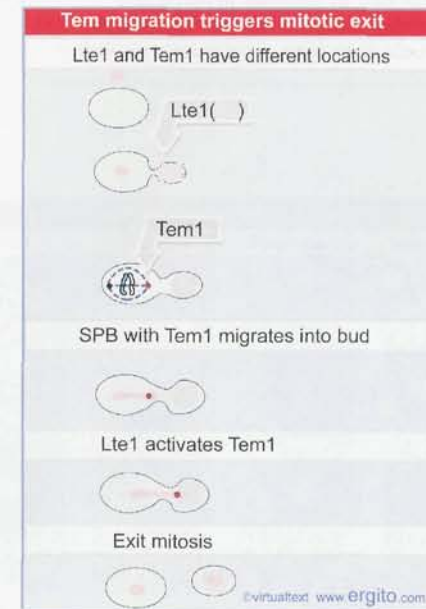 Tem migration triggers mitotic exit
Lte1 and Tem1 have different locations
Lte1( )
Tem1
SPB with Tem1 migrates into bud
Lte1 activates Tem1
Exit mitosis
©virtualtext www.ergito.com